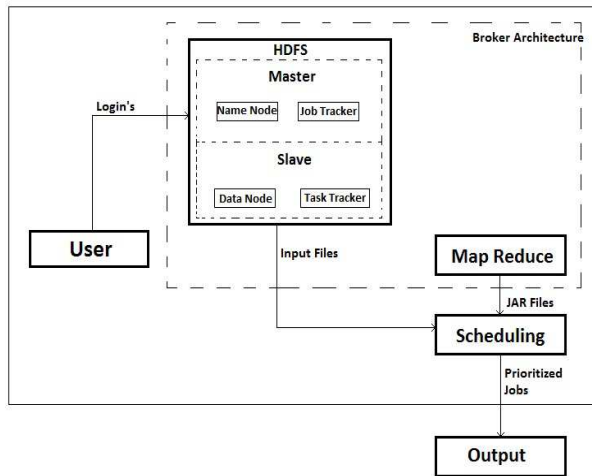 Broker Architecture
HDFS
Master
Name Node
Job Tracker
Login's
Slave
Data Node
Task Tracker
User
Input Files
Map Reduce
JAR Files
Scheduling
Prioritized
Jobs
Output